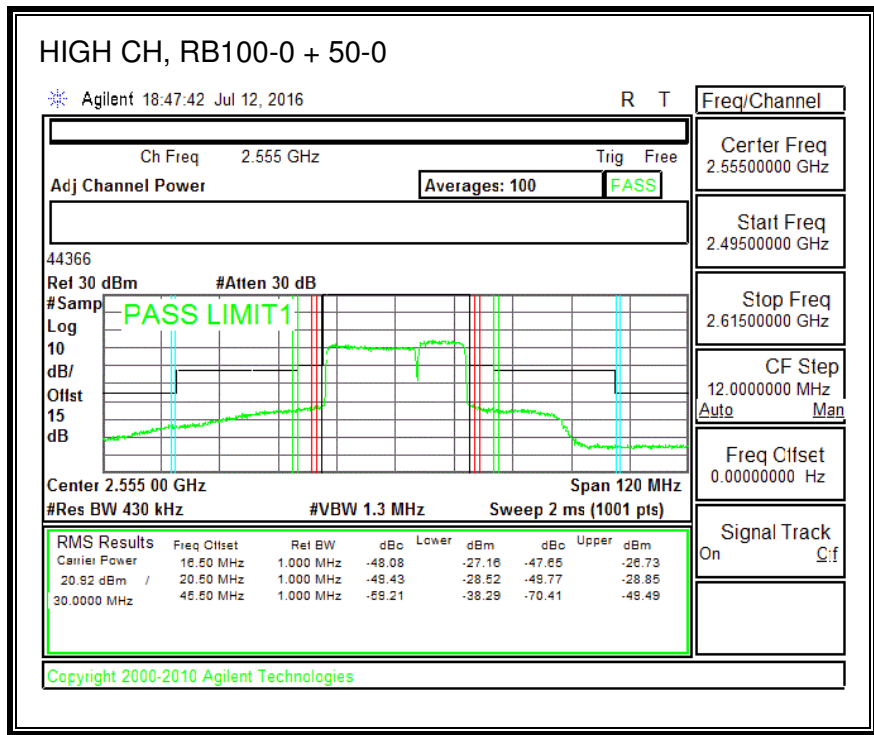 HIGH CH, RB100-0 + 50-0
Agilent 18:47:42 Jul 12, 2016 R T
Freq/Channel
Ch Freq 2.555 GHz Trig Free
Adj Channel Power Averages: 100 PASS
Center Freq
2.55500000 GHz
Start Freq
2.49500000 GHz
Stop Freq
2.61500000 GHz
CF Step
12.0000000 MHz
Auto Man
Freq Offset
0.00000000 Hz
Signal Track
On Off
44366
Ref 30 dBm #Atten 30 dB
#Samp
Log
10
dB/
Offst
15
dB
PASS LIMIT1
Center 2.555 00 GHz Span 120 MHz
#Res BW 430 kHz #VBW 1.3 MHz Sweep 2 ms (1001 pts)
RMS Results Freq Offset Ref BW dBc Lower dBm dBc Upper dBm
Carrier Power 16.50 MHz 1.000 MHz -48.08 -27.16 -47.65 -26.73
20.92 dBm / 20.50 MHz 1.000 MHz -49.43 -28.52 -49.77 -28.85
30.0000 MHz 45.50 MHz 1.000 MHz -59.21 -38.29 -70.41 -49.49
Copyright 2000-2010 Agilent Technologies